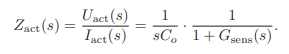 Z_act(s) = U_act(s) / I_act(s) = 1 / sC_o · 1 / 1 + G_sens(s).